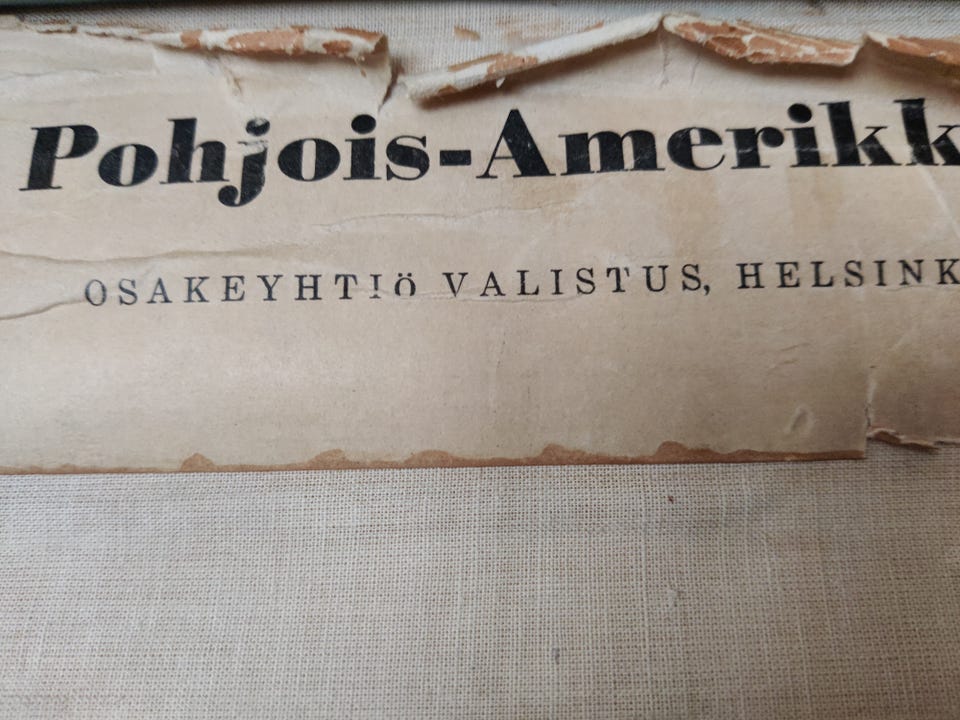 Pohjois-Amerikk
OSAKEYHTIÖ VALISTUS, HELSINK